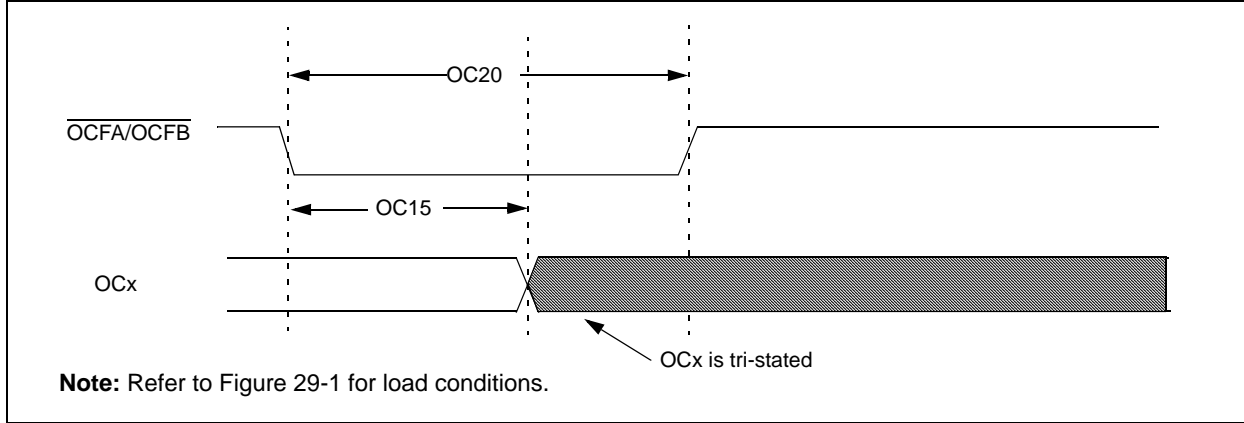 OC20
OCFA/OCFB
OC15
OCx
OCx is tri-stated
Note: Refer to Figure 29-1 for load conditions.